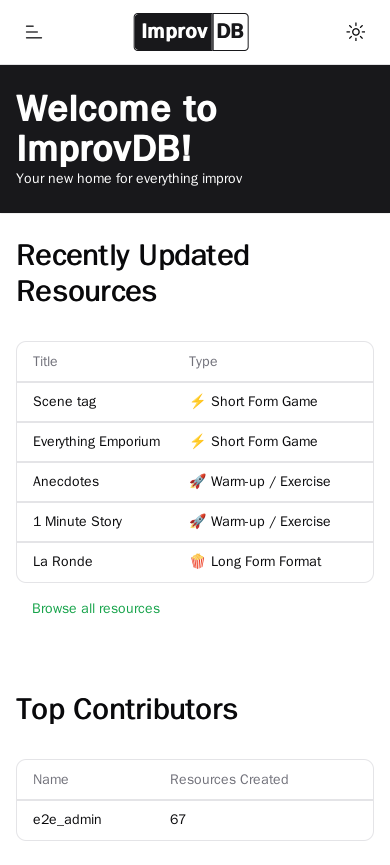 Improv DB
Welcome to
ImprovDB!
Your new home for everything improv
Recently Updated
Resources
Title Type
Scene tag ⚡ Short Form Game
Everything Emporium ⚡ Short Form Game
Anecdotes 🚀 Warm-up / Exercise
1 Minute Story 🚀 Warm-up / Exercise
La Ronde 🍿 Long Form Format
Browse all resources
Top Contributors
Name Resources Created
e2e_admin 67